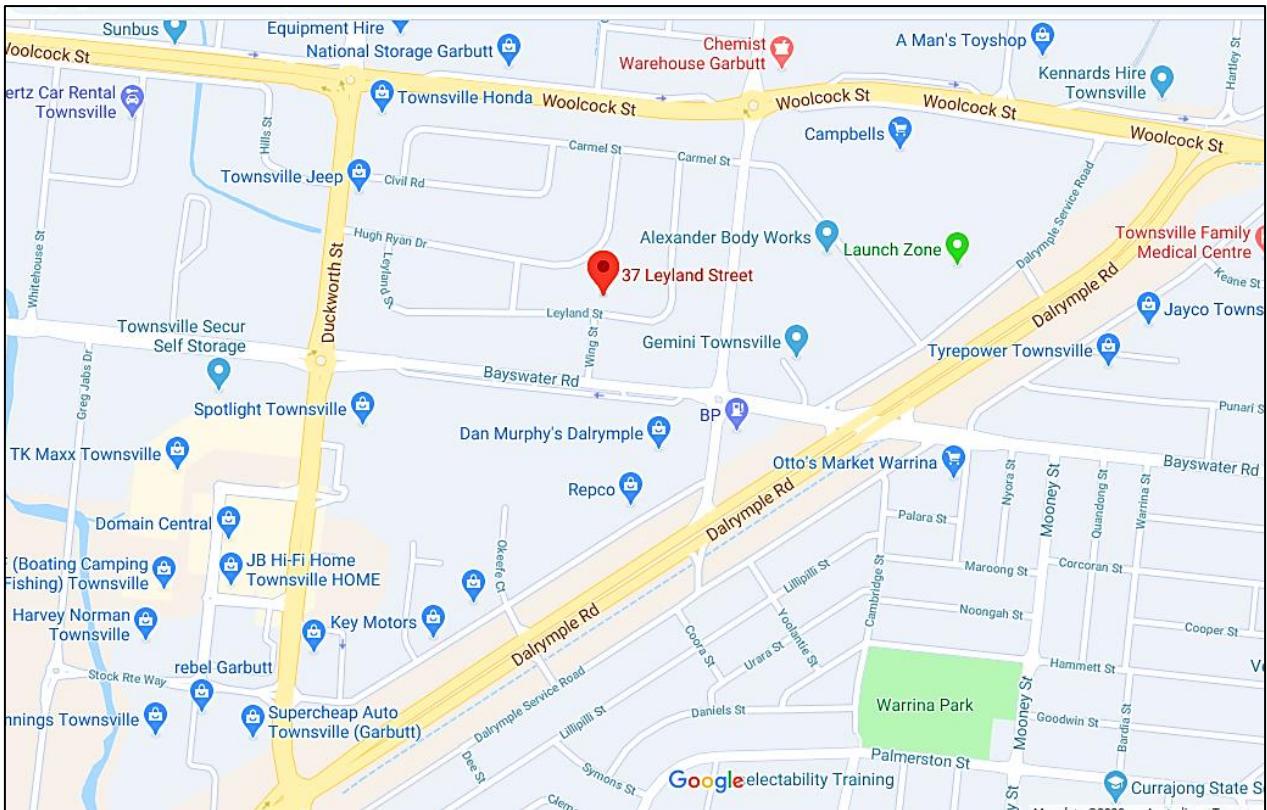 Sunbus
Equipment Hire
National Storage Garbutt
Chemist
Warehouse Garbutt
A Man's Toyshop
Hartley St
Woolcock St
Kennards Hire
Townsville
ertz Car Rental
Townsville
Townsville Honda
Woolcock St
Woolcock St
Woolcock St
Woolcock St
Campbells
Hills St
Carmel St
Carmel St
Townsville Jeep
Civil Rd
Dalrymple Service Road
Whitehouse St
Duckworth St
Hugh Ryan Dr
Leyland St
Alexander Body Works
Launch Zone
Townsville Family
Medical Centre
Keane St
37 Leyland Street
Dalrymple Rd
Jayco Towns
Townsville Secur
Self Storage
Leyland St
Wing St
Gemini Townsville
Tyrepower Townsville
Greg Jabs Dr
Bayswater Rd
Punari S
Spotlight Townsville
BP
TK Maxx Townsville
Dan Murphy's Dalrymple
Otto's Market Warrina
Bayswater Rd
Repco
Dalrymple Rd
Nyora St
Mooney St
Quandong St
Warrina St
Domain Central
Palara St
F (Boating Camping
Fishing) Townsville
JB Hi-Fi Home
Townsville HOME
Okeefe Ct
Lillipilli St
Cambridge St
Maroong St
Corcoran St
Harvey Norman
Townsville
Key Motors
Dalrymple Rd
Yoolantie St
Noongah St
Cooper St
Coora St
Urara St
rebel Garbutt
Stock Rte Way
Hammett St
Dalrymple Service Road
Warrina Park
nnings Townsville
Supercheap Auto
Townsville (Garbutt)
Lillipilli St
Daniels St
Mooney St
Goodwin St
Bardia St
Dee St
Symons St
Palmerston St
Google
electability Training
Currajong State S